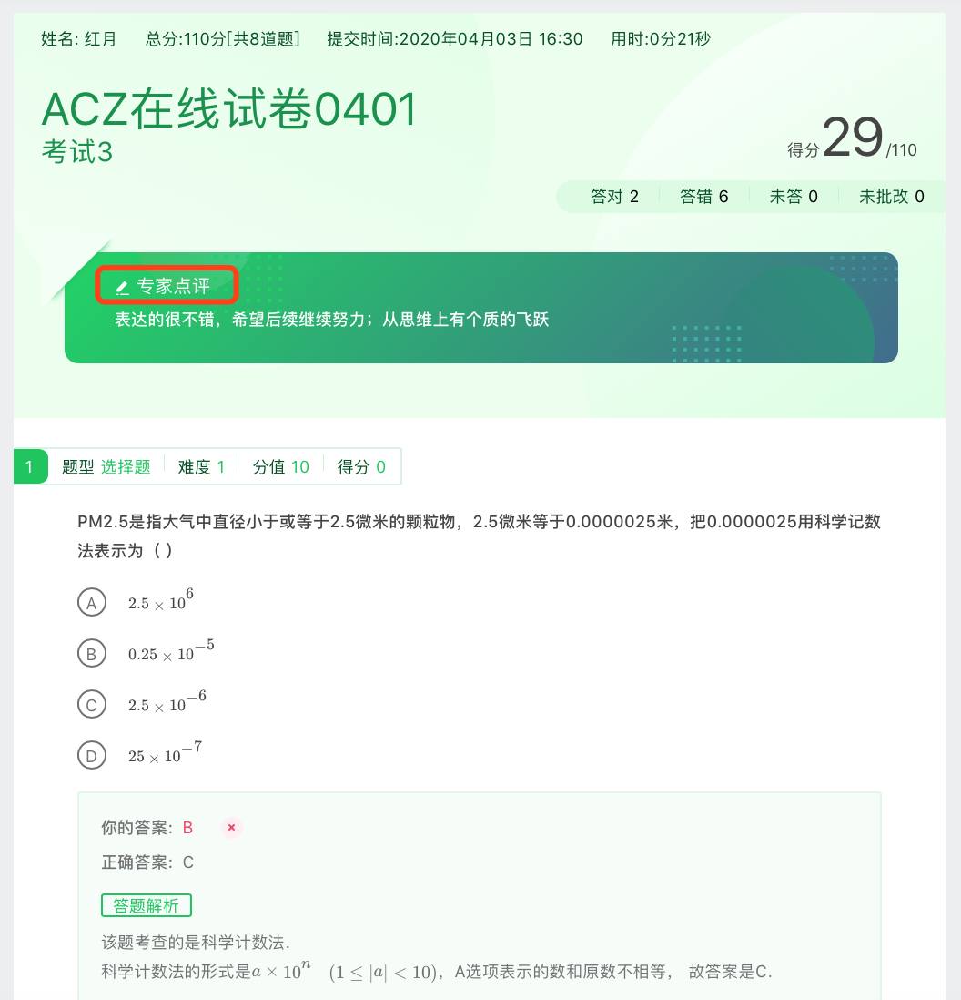 姓名: 红月 总分:110分[共8道题] 提交时间:2020年04月03日 16:30 用时:0分21秒
ACZ在线试卷0401
考试3
得分29/110
答对 2 答错 6 未答 0 未批改 0
专家点评
表达的很不错，希望后续继续努力；从思维上有个质的飞跃
1 题型 选择题 难度 1 分值 10 得分 0
PM2.5是指大气中直径小于或等于2.5微米的颗粒物，2.5微米等于0.0000025米，把0.0000025用科学记数
法表示为（ ）
A 2.5 × 10^6
B 0.25 × 10^{-5}
C 2.5 × 10^{-6}
D 25 × 10^{-7}
你的答案: B ×
正确答案: C
答题解析
该题考查的是科学计数法.
科学计数法的形式是a × 10^n (1 ≤ |a| < 10)，A选项表示的数和原数不相等， 故答案是C.